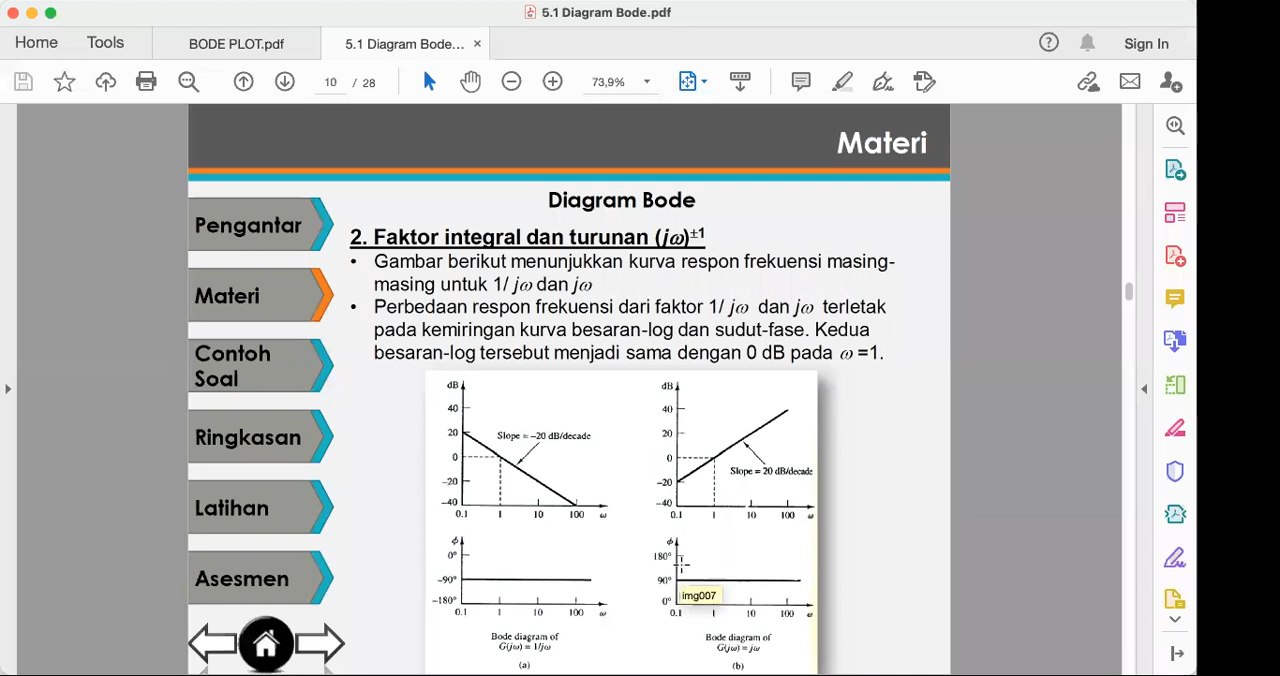 5.1 Diagram Bode.pdf
Home
Tools
BODE PLOT.pdf
5.1 Diagram Bode...
×
?
Sign In
10 / 28
73,9%
Materi
Pengantar
Materi
Contoh
Soal
Ringkasan
Latihan
Asesmen
Diagram Bode
2. Faktor integral dan turunan (jω)±1
• Gambar berikut menunjukkan kurva respon frekuensi masing-
masing untuk 1/ jω dan jω
• Perbedaan respon frekuensi dari faktor 1/ jω dan jω terletak
pada kemiringan kurva besaran-log dan sudut-fase. Kedua
besaran-log tersebut menjadi sama dengan 0 dB pada ω =1.
dB
40
20
0
−20
−40
Slope = −20 dB/decade
0.1 1 10 100 ω
ϕ
0°
−90°
−180°
0.1 1 10 100 ω
Bode diagram of
G(jω) = 1/jω
(a)
dB
40
20
0
−20
−40
Slope = 20 dB/decade
0.1 1 10 100 ω
ϕ
180°
90°
0°
img007
0.1 1 10 100 ω
Bode diagram of
G(jω) = jω
(b)